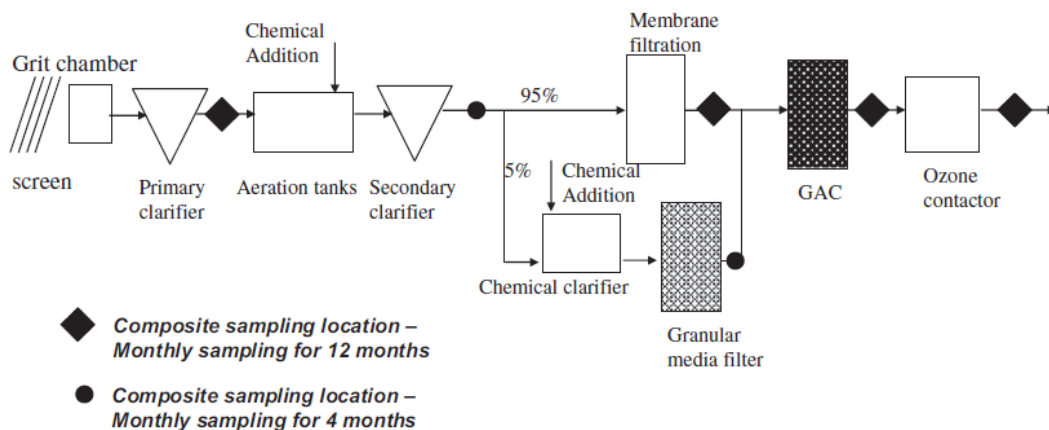 Grit chamber
screen
Primary
clarifier
Chemical
Addition
Aeration tanks
Secondary
clarifier
95%
5%
Membrane
filtration
Chemical
Addition
Chemical clarifier
Granular
media filter
GAC
Ozone
contactor
Composite sampling location –
Monthly sampling for 12 months
Composite sampling location –
Monthly sampling for 4 months